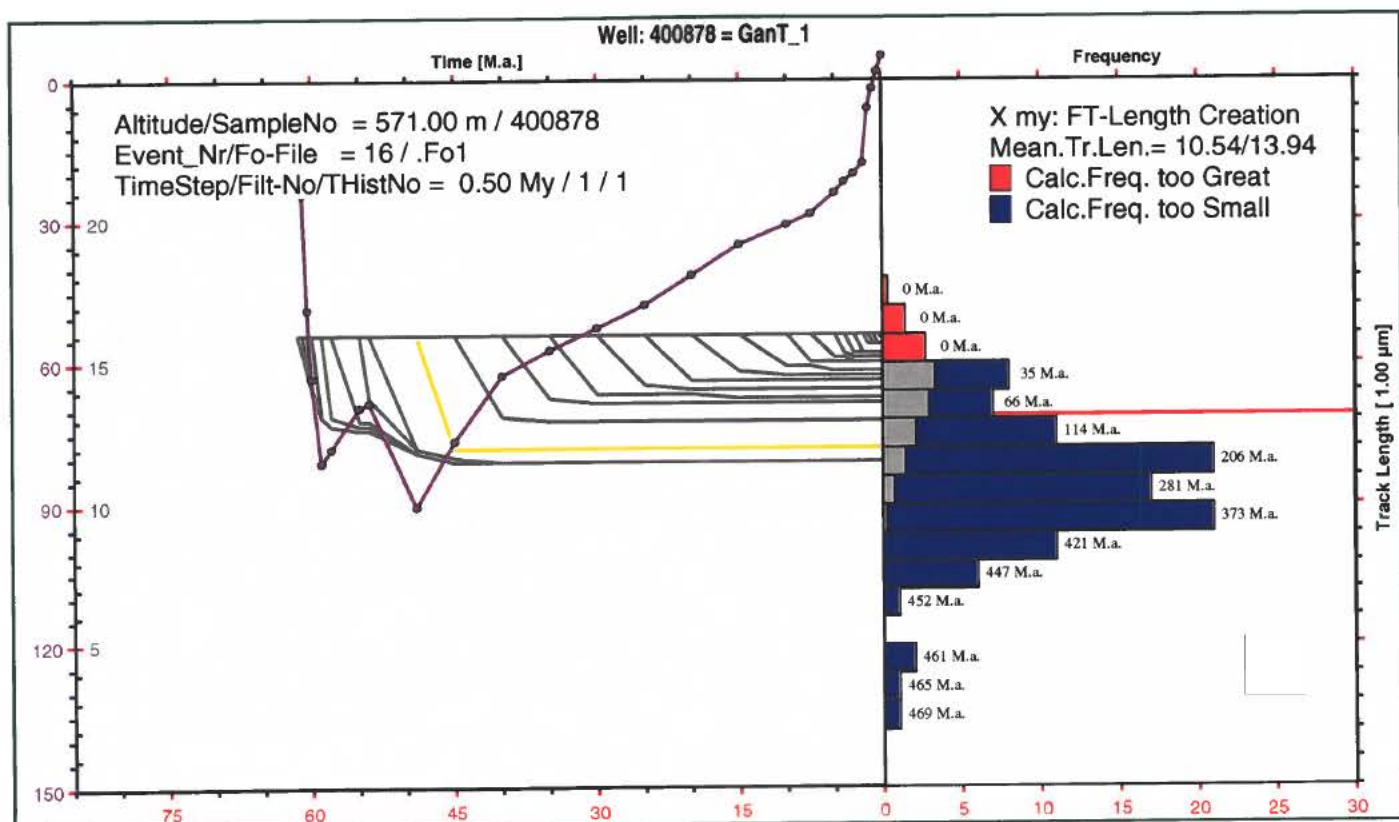 Well: 400878 = GanT_1
Time [M.a.]
Frequency
Altitude/SampleNo = 571.00 m / 400878
Event_Nr/Fo-File = 16 / .Fo1
TimeStep/Filt-No/THistNo = 0.50 My / 1 / 1
X my: FT-Length Creation
Mean.Tr.Len.= 10.54/13.94
Calc.Freq. too Great
Calc.Freq. too Small
0
30
60
90
120
150
20
15
10
5
0 M.a.
0 M.a.
0 M.a.
35 M.a.
66 M.a.
114 M.a.
206 M.a.
281 M.a.
373 M.a.
421 M.a.
447 M.a.
452 M.a.
461 M.a.
465 M.a.
469 M.a.
Track Length [ 1.00 µm]
75 60 45 30 15 0 5 10 15 20 25 30